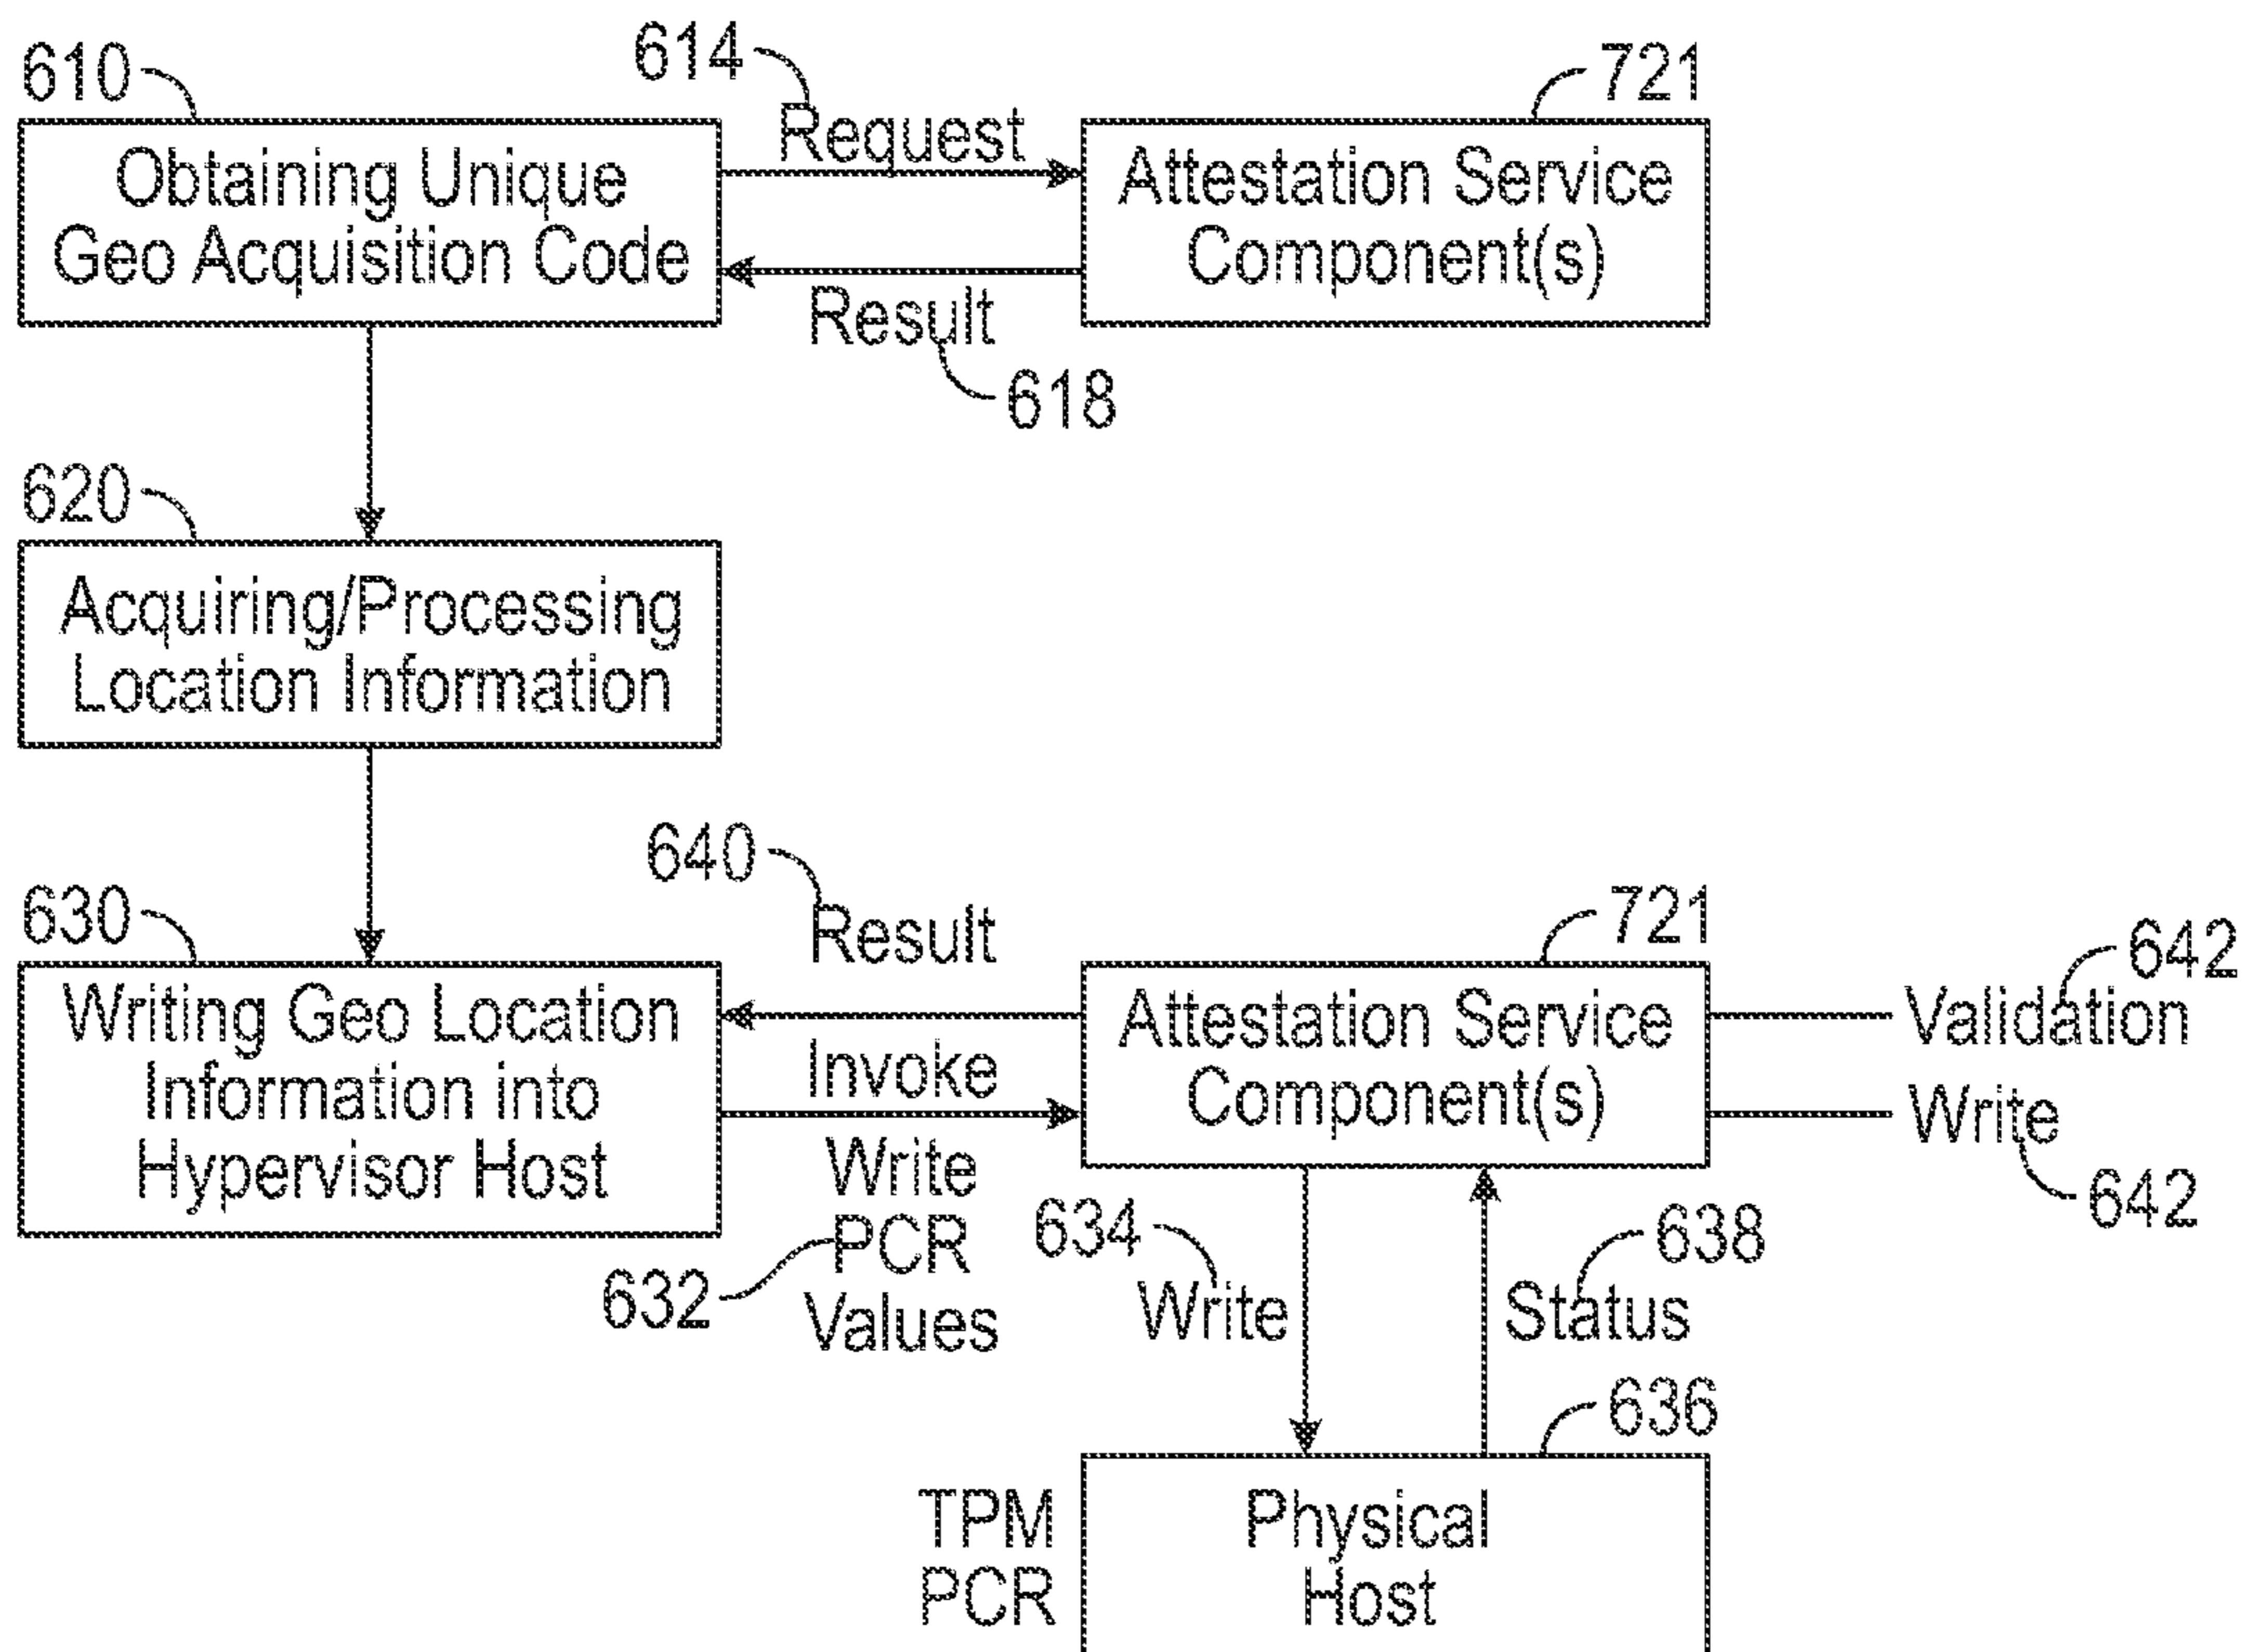 610
614
721
Request
Obtaining Unique
Geo Acquisition Code
Attestation Service
Component(s)
Result
618
620
Acquiring/Processing
Location Information
640
630
Result
721
642
Writing Geo Location
Information into
Hypervisor Host
Invoke
Write
PCR
Values
632
Attestation Service
Component(s)
Validation
Write
642
634
Write
638
Status
636
TPM
PCR
Physical
Host